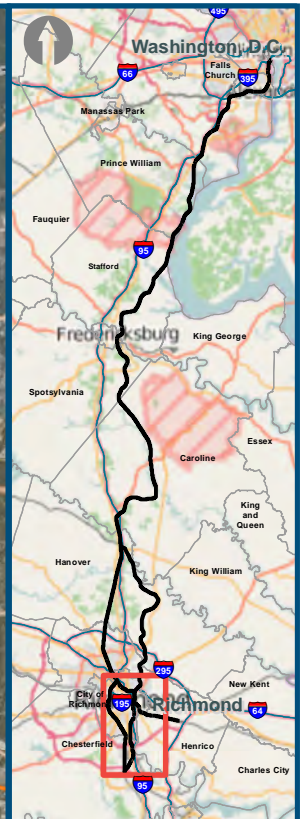 495
Washington, D.C.
Falls
Church
66
395
Manassas Park
Prince William
Fauquier
95
Stafford
Fredericksburg
King George
Spotsylvania
Essex
Caroline
King
and
Queen
Hanover
King William
295
New Kent
City of
Richmond
195
Richmond
64
Chesterfield
Henrico
Charles City
95